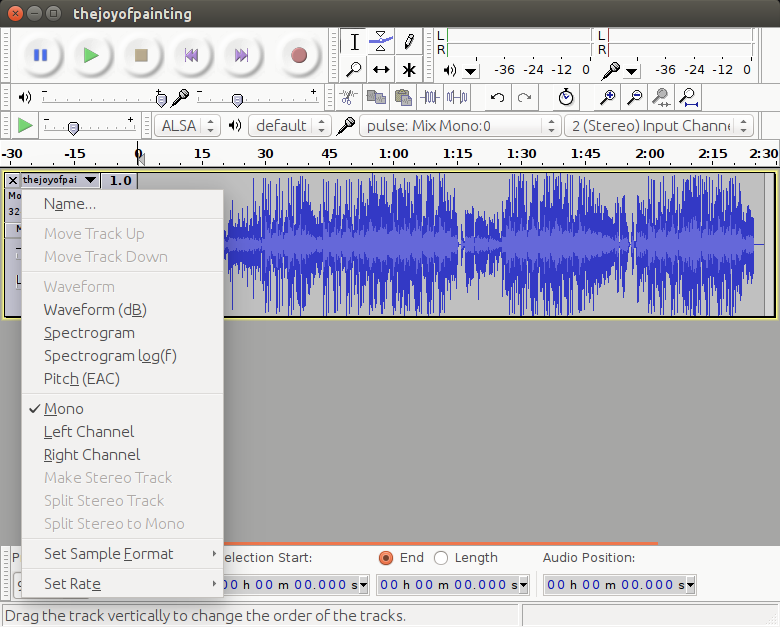 thejoyofpainting
L
R
-36 -24 -12 0
L
R
-36 -24 -12 0
ALSA
default
pulse: Mix Mono:0
2 (Stereo) Input Channe
-30 -15 0 15 30 45 1:00 1:15 1:30 1:45 2:00 2:15 2:30
thejoyofpai
1.0
Mo
32
M
L
Name...
Move Track Up
Move Track Down
Waveform
Waveform (dB)
Spectrogram
Spectrogram log(f)
Pitch (EAC)
Mono
Left Channel
Right Channel
Make Stereo Track
Split Stereo Track
Split Stereo to Mono
Set Sample Format
Set Rate
P
election Start:
End
Length
Audio Position:
00 h 00 m 00.000 s
00 h 00 m 00.000 s
00 h 00 m 00.000 s
Drag the track vertically to change the order of the tracks.